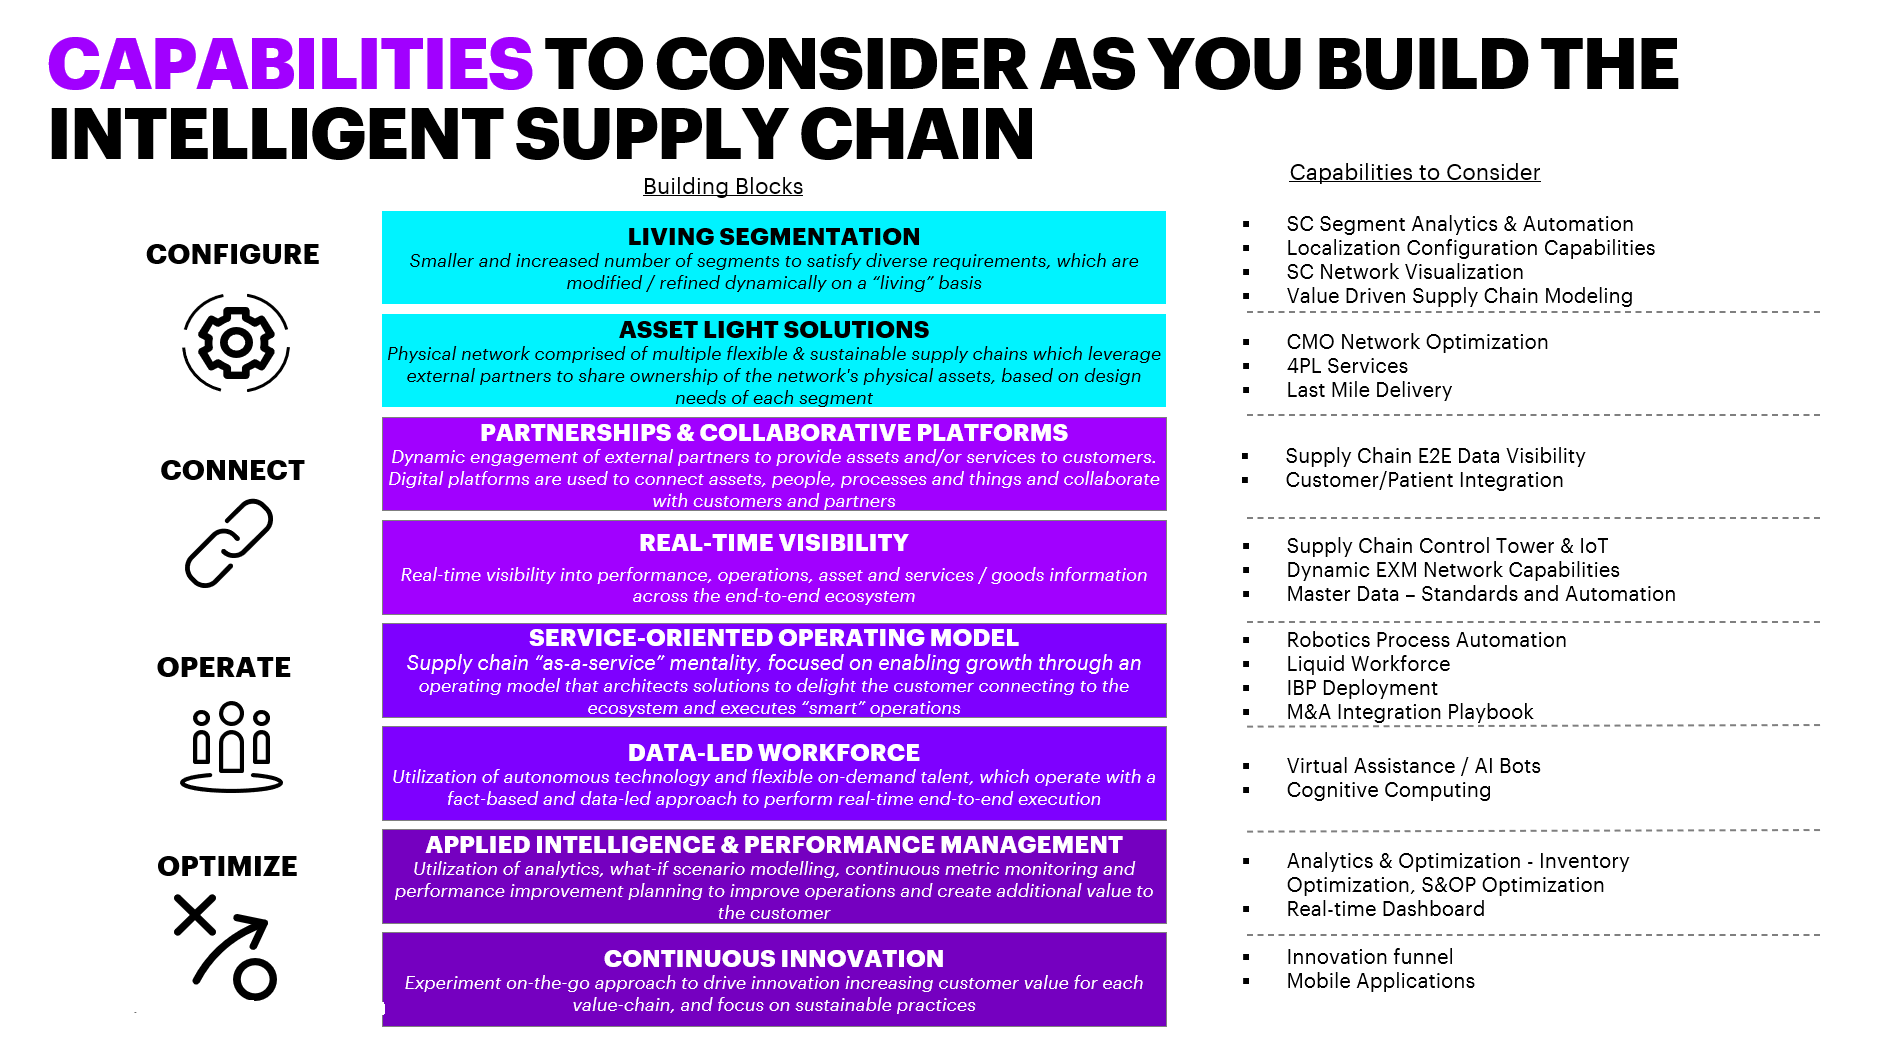 CAPABILITIES TO CONSIDER AS YOU BUILD THE
INTELLIGENT SUPPLY CHAIN
Building Blocks
Capabilities to Consider
CONFIGURE
LIVING SEGMENTATION
Smaller and increased number of segments to satisfy diverse requirements, which are
modified / refined dynamically on a “living” basis
▪ SC Segment Analytics & Automation
▪ Localization Configuration Capabilities
▪ SC Network Visualization
▪ Value Driven Supply Chain Modeling
ASSET LIGHT SOLUTIONS
Physical network comprised of multiple flexible & sustainable supply chains which leverage
external partners to share ownership of the network's physical assets, based on design
needs of each segment
▪ CMO Network Optimization
▪ 4PL Services
▪ Last Mile Delivery
CONNECT
PARTNERSHIPS & COLLABORATIVE PLATFORMS
Dynamic engagement of external partners to provide assets and/or services to customers.
Digital platforms are used to connect assets, people, processes and things and collaborate
with customers and partners
▪ Supply Chain E2E Data Visibility
▪ Customer/Patient Integration
REAL-TIME VISIBILITY
Real-time visibility into performance, operations, asset and services / goods information
across the end-to-end ecosystem
▪ Supply Chain Control Tower & IoT
▪ Dynamic EXM Network Capabilities
▪ Master Data – Standards and Automation
OPERATE
SERVICE-ORIENTED OPERATING MODEL
Supply chain “as-a-service” mentality, focused on enabling growth through an
operating model that architects solutions to delight the customer connecting to the
ecosystem and executes “smart” operations
▪ Robotics Process Automation
▪ Liquid Workforce
▪ IBP Deployment
▪ M&A Integration Playbook
DATA-LED WORKFORCE
Utilization of autonomous technology and flexible on-demand talent, which operate with a
fact-based and data-led approach to perform real-time end-to-end execution
▪ Virtual Assistance / AI Bots
▪ Cognitive Computing
OPTIMIZE
APPLIED INTELLIGENCE & PERFORMANCE MANAGEMENT
Utilization of analytics, what-if scenario modelling, continuous metric monitoring and
performance improvement planning to improve operations and create additional value to
the customer
▪ Analytics & Optimization - Inventory
Optimization, S&OP Optimization
▪ Real-time Dashboard
CONTINUOUS INNOVATION
Experiment on-the-go approach to drive innovation increasing customer value for each
value-chain, and focus on sustainable practices
▪ Innovation funnel
▪ Mobile Applications